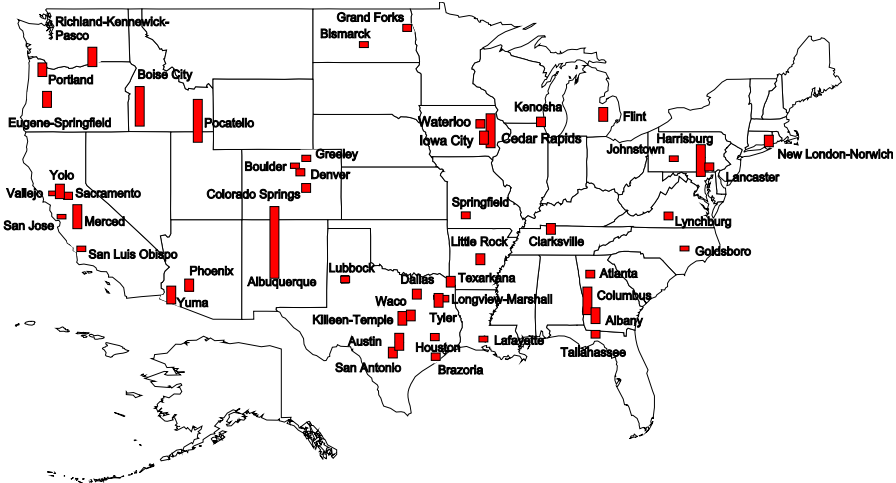 Grand Forks
Richland-Kennewick-
Pasco
Bismarck
Portland
Boise City
Kenosha
Eugene-Springfield
Pocatello
Waterloo
Flint
Iowa City
Cedar Rapids
Harrisburg
Johnstown
New London-Norwich
Greeley
Boulder
Denver
Lancaster
Yolo
Vallejo
Sacramento
Colorado Springs
Springfield
San Jose
Merced
Lynchburg
Little Rock
Clarksville
Goldsboro
San Luis Obispo
Phoenix
Lubbock
Albuquerque
Dallas
Texarkana
Atlanta
Yuma
Waco
Longview-Marshall
Columbus
Killeen-Temple
Tyler
Albany
Austin
Houston
Lafayette
Tallahassee
San Antonio
Brazoria